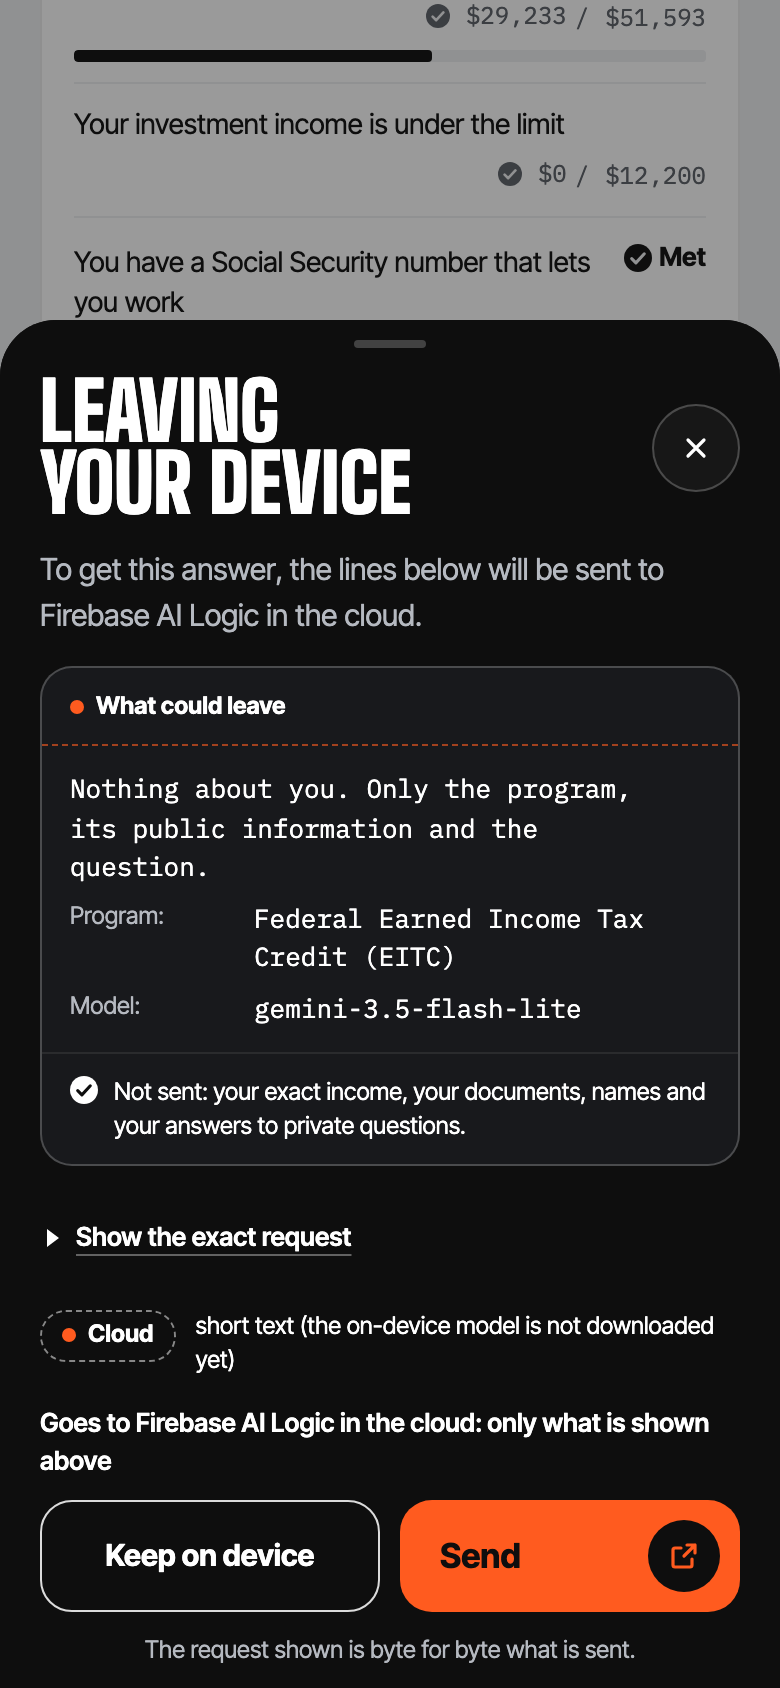 $29,233 / $51,593
Your investment income is under the limit
$0 / $12,200
You have a Social Security number that lets you work
Met
LEAVING
YOUR DEVICE
To get this answer, the lines below will be sent to
Firebase AI Logic in the cloud.
What could leave
Nothing about you. Only the program,
its public information and the
question.
Program: Federal Earned Income Tax
Credit (EITC)
Model: gemini-3.5-flash-lite
Not sent: your exact income, your documents, names and
your answers to private questions.
Show the exact request
Cloud
short text (the on-device model is not downloaded
yet)
Goes to Firebase AI Logic in the cloud: only what is shown
above
Keep on device
Send
The request shown is byte for byte what is sent.